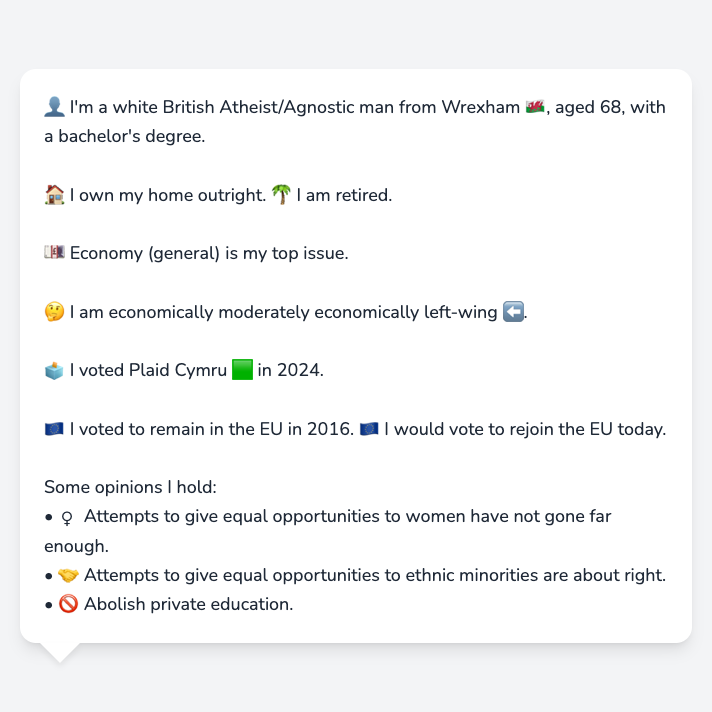 👤 I'm a white British Atheist/Agnostic man from Wrexham 🏴󠁧󠁢󠁷󠁬󠁳󠁿, aged 68, with
a bachelor's degree.
🏠 I own my home outright. 🌴 I am retired.
💷 Economy (general) is my top issue.
🤔 I am economically moderately economically left-wing ⬅️.
🗳️ I voted Plaid Cymru 🟩 in 2024.
🇪🇺 I voted to remain in the EU in 2016. 🇪🇺 I would vote to rejoin the EU today.
Some opinions I hold:
• ♀ Attempts to give equal opportunities to women have not gone far
enough.
• 🤝 Attempts to give equal opportunities to ethnic minorities are about right.
• 🚫 Abolish private education.